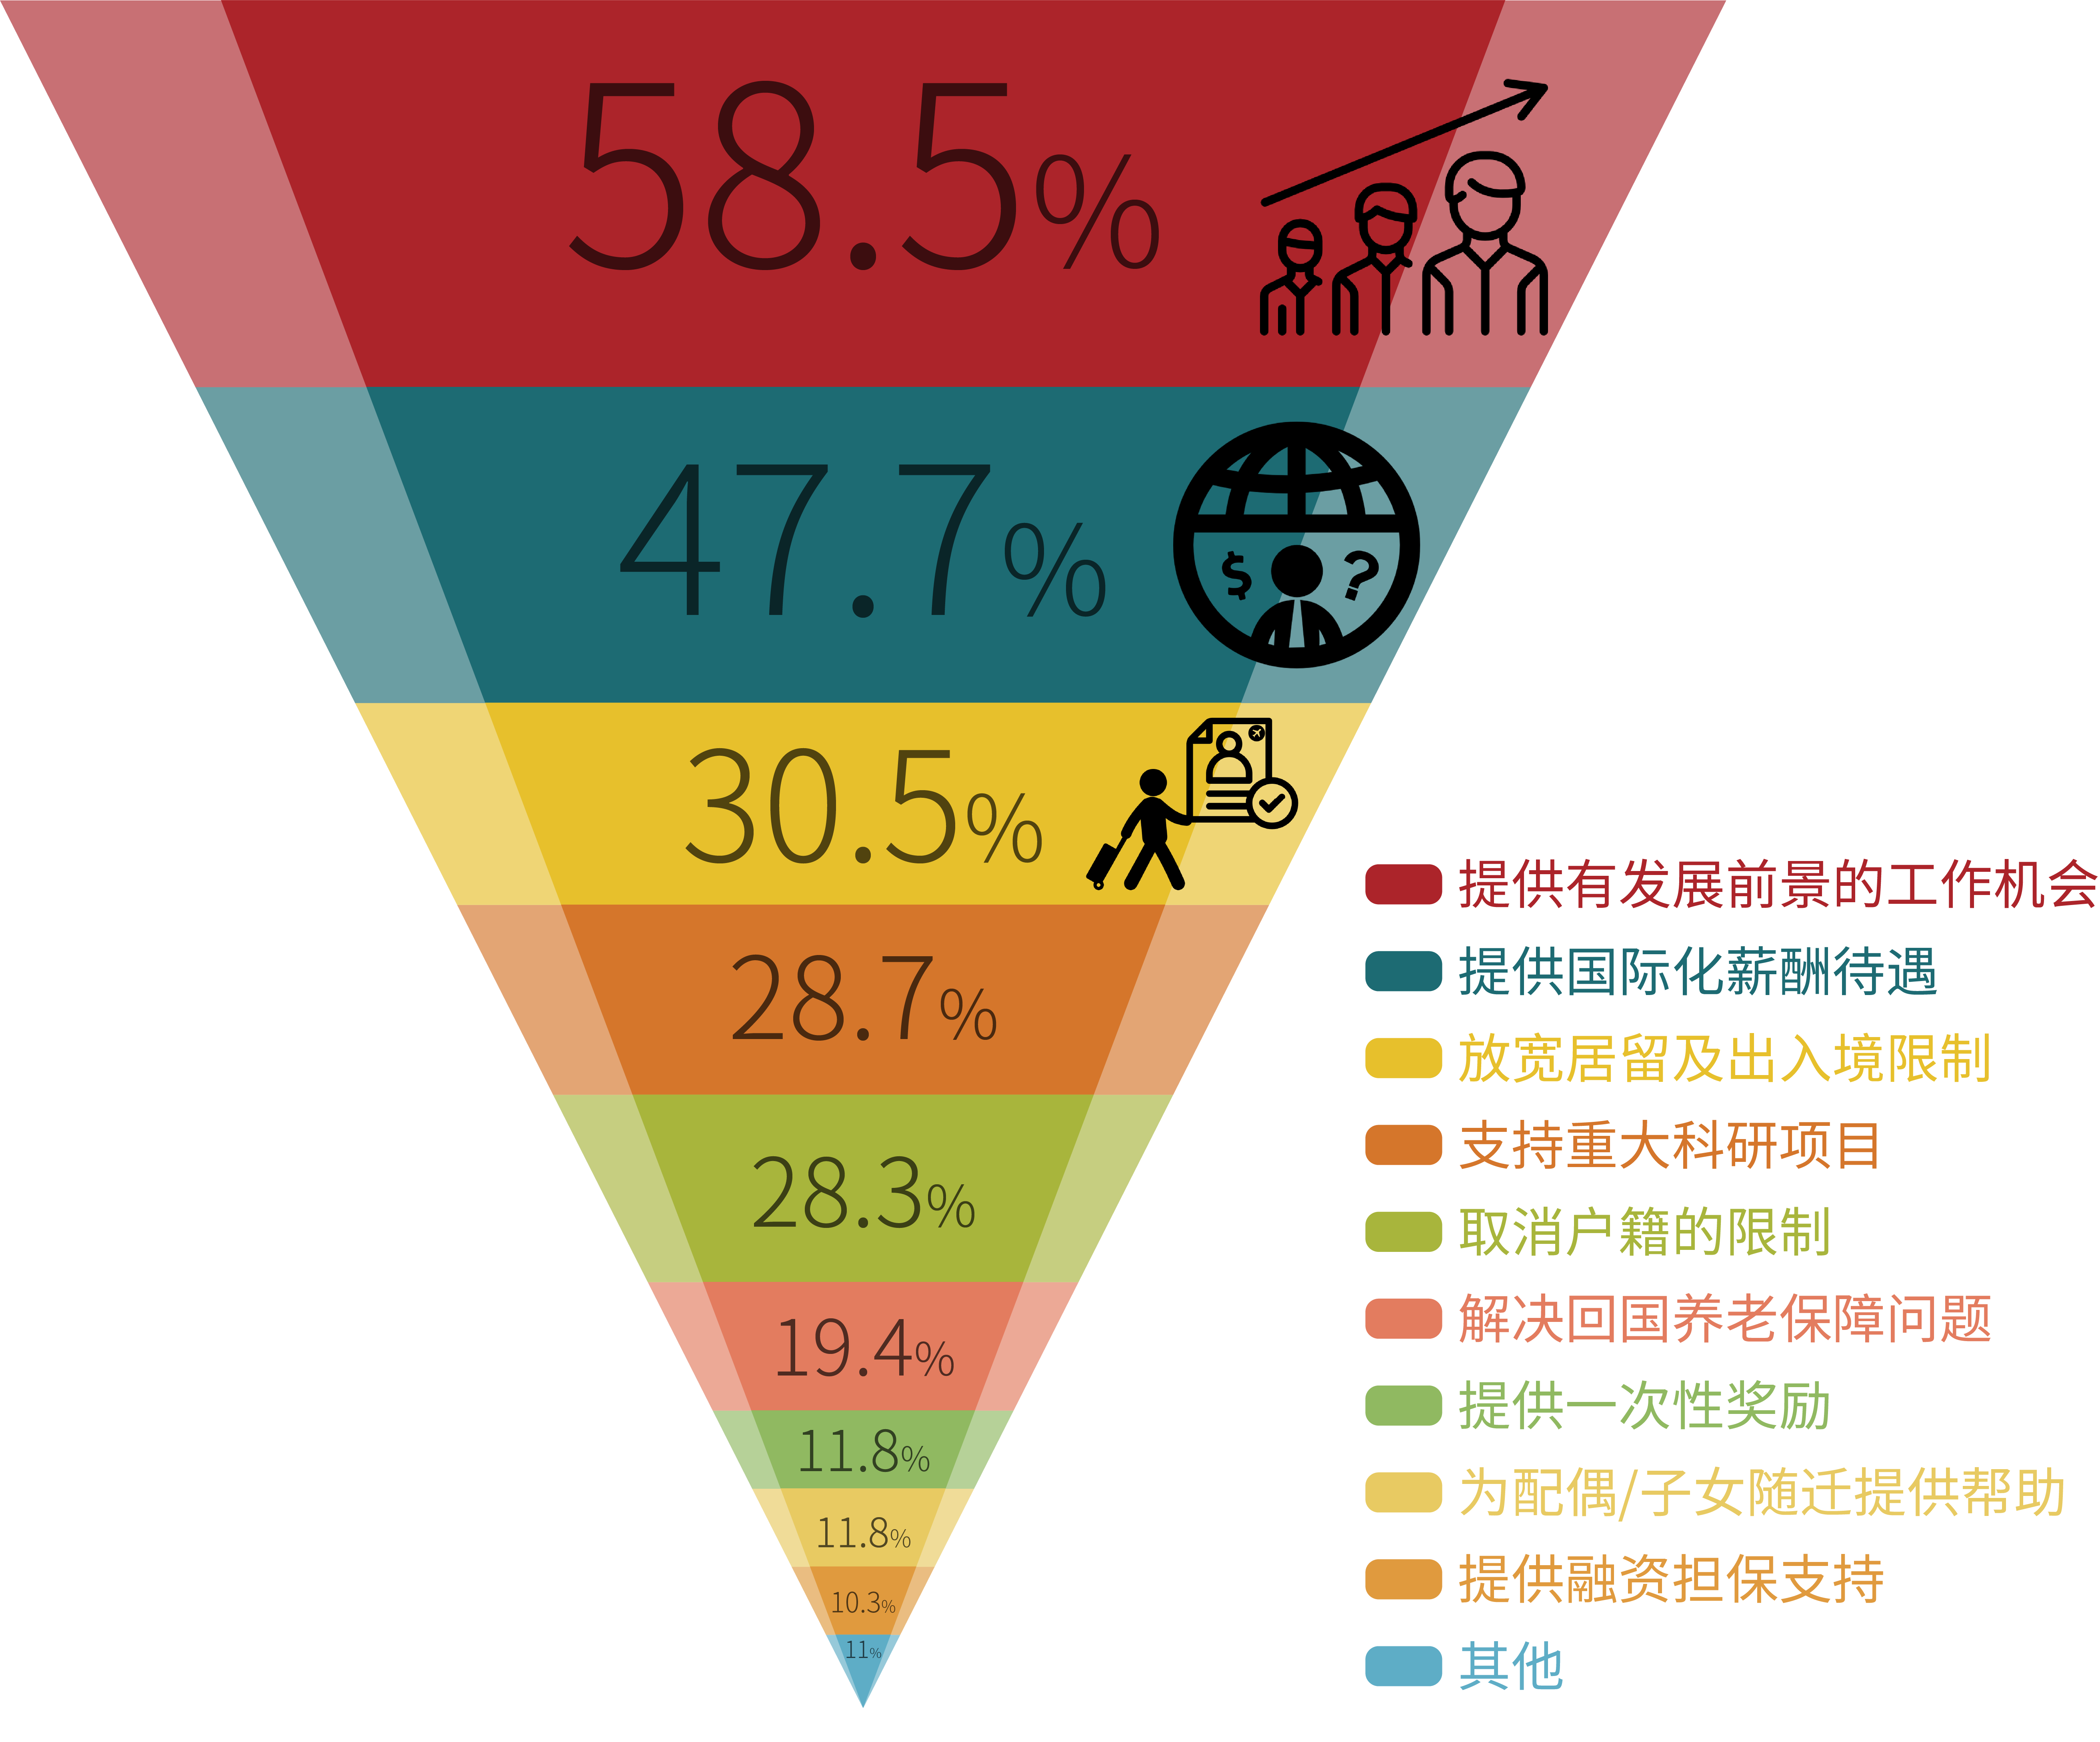 58.5%
47.7%
$ ?
30.5%
28.7%
28.3%
19.4%
11.8%
11.8%
10.3%
11%
提供有发展前景的工作机会
提供国际化薪酬待遇
放宽居留及出入境限制
支持重大科研项目
取消户籍的限制
解决回国养老保障问题
提供一次性奖励
为配偶/子女随迁提供帮助
提供融资担保支持
其他